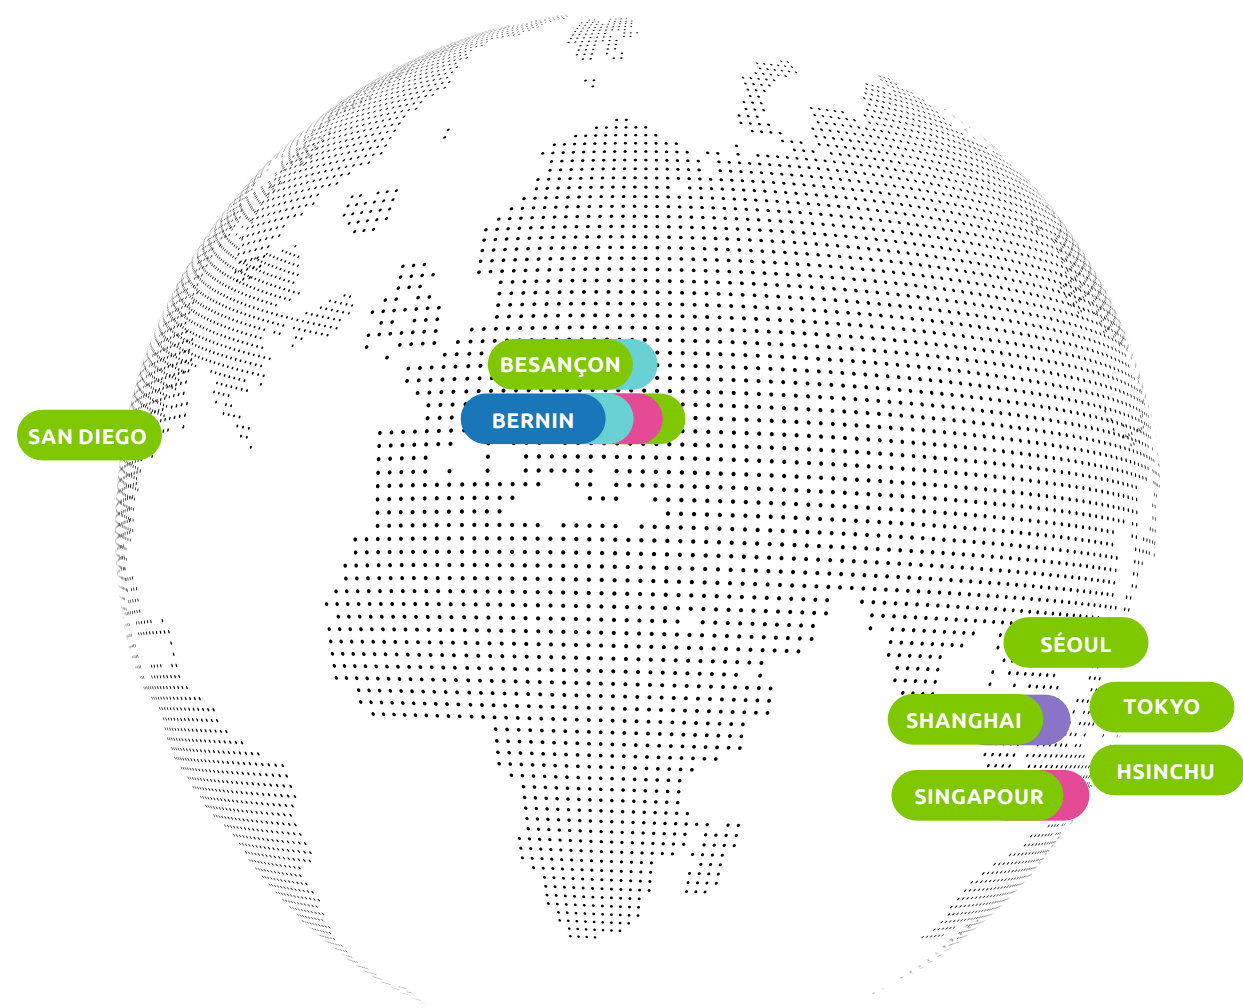 BESANÇON
BERNIN
SAN DIEGO
SÉOUL
SHANGHAI
TOKYO
HSINCHU
SINGAPOUR